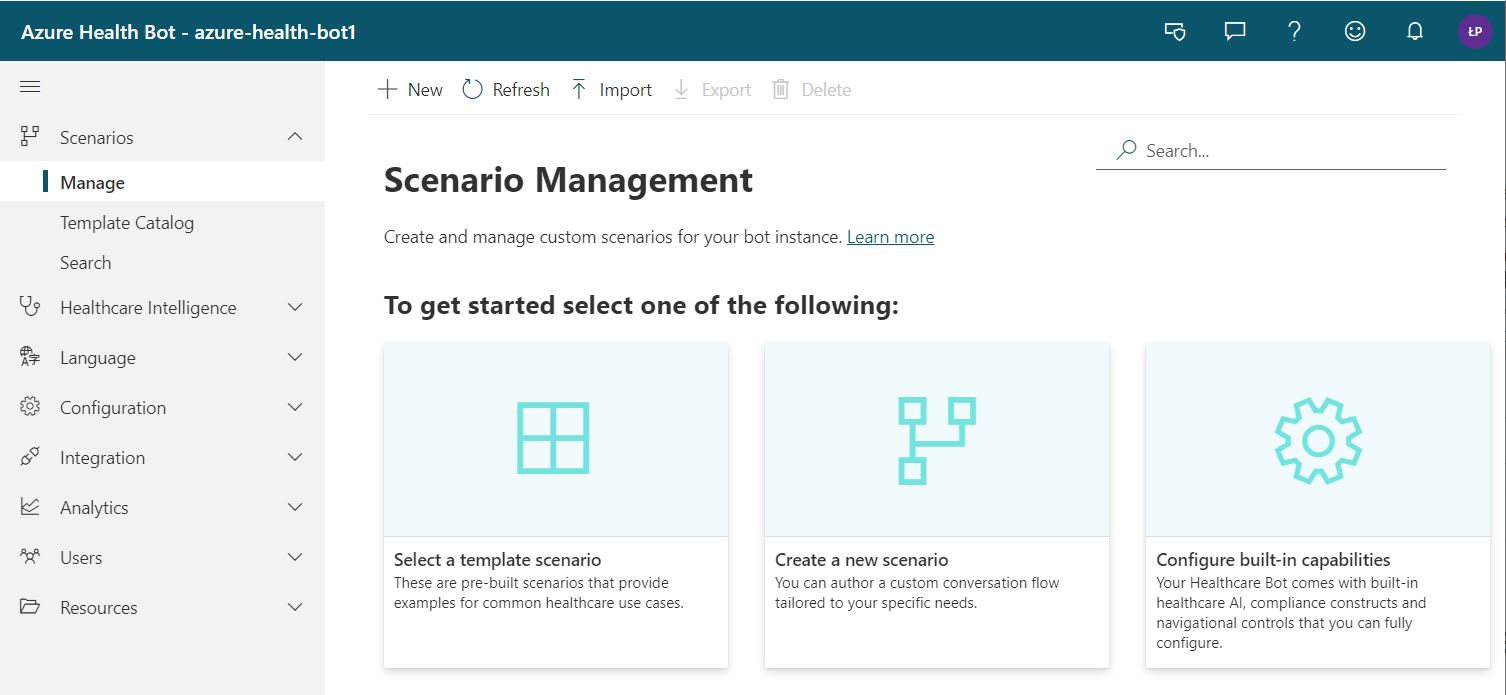 Azure Health Bot - azure-health-bot1
ŁP
New Refresh Import Export Delete
Scenarios
Manage
Template Catalog
Search
Healthcare Intelligence
Language
Configuration
Integration
Analytics
Users
Resources
Search...
Scenario Management
Create and manage custom scenarios for your bot instance. Learn more
To get started select one of the following:
Select a template scenario
These are pre-built scenarios that provide
examples for common healthcare use cases.
Create a new scenario
You can author a custom conversation flow
tailored to your specific needs.
Configure built-in capabilities
Your Healthcare Bot comes with built-in
healthcare AI, compliance constructs and
navigational controls that you can fully
configure.